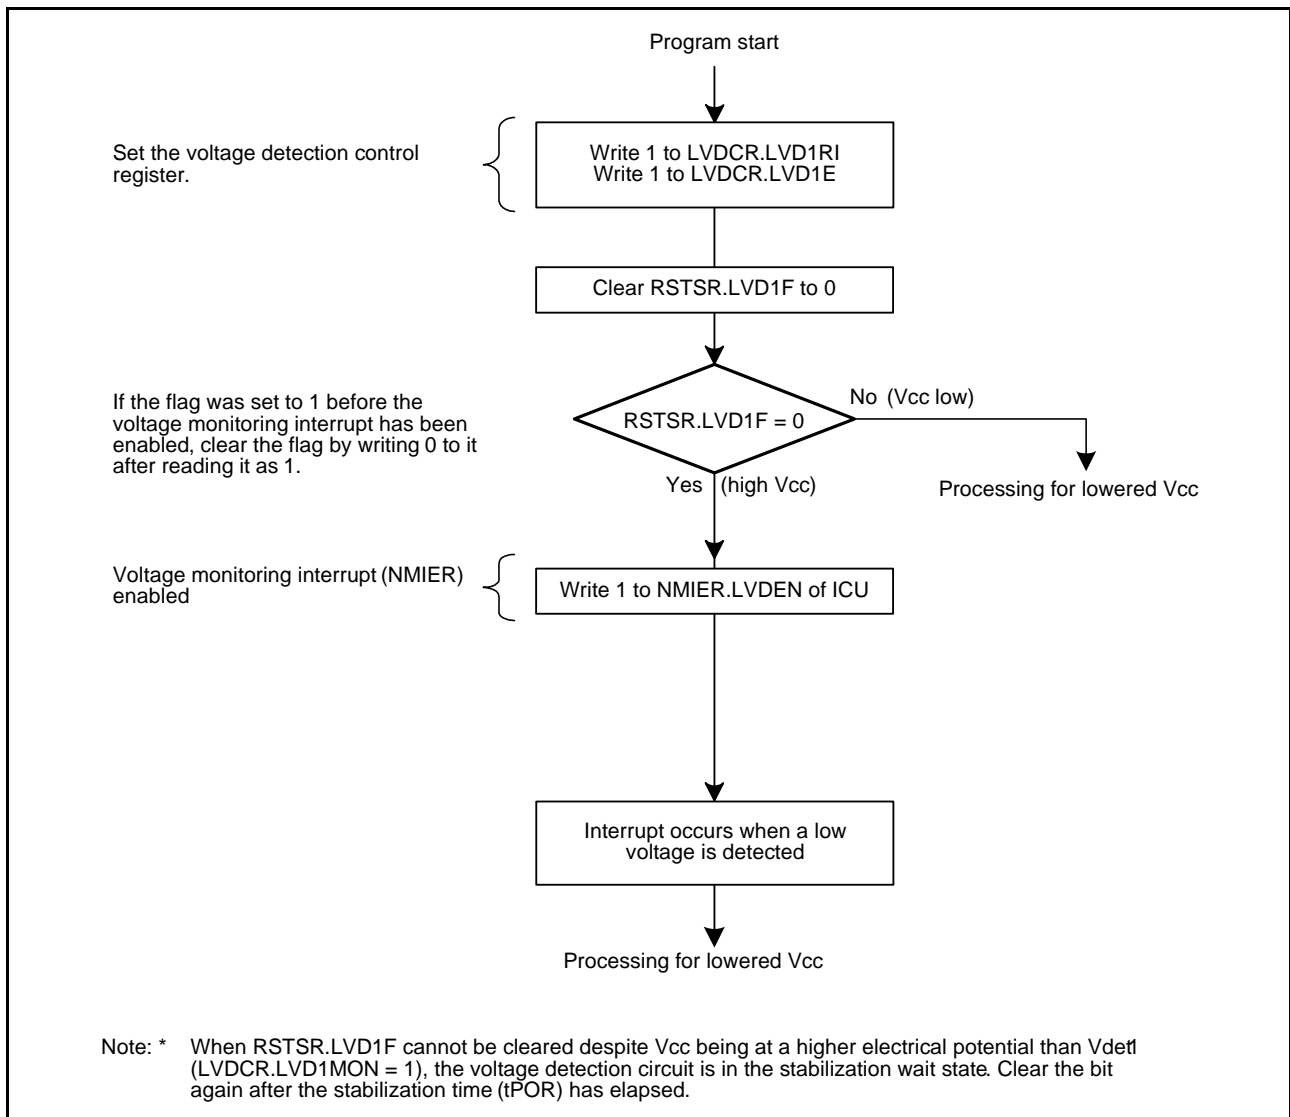 Program start
Set the voltage detection control
register.
Write 1 to LVDCR.LVD1RI
Write 1 to LVDCR.LVD1E
Clear RSTSR.LVD1F to 0
If the flag was set to 1 before the
voltage monitoring interrupt has been
enabled, clear the flag by writing 0 to it
after reading it as 1.
RSTSR.LVD1F = 0
No (Vcc low)
Yes (high Vcc)
Processing for lowered Vcc
Voltage monitoring interrupt (NMIER)
enabled
Write 1 to NMIER.LVDEN of ICU
Interrupt occurs when a low
voltage is detected
Processing for lowered Vcc
Note: * When RSTSR.LVD1F cannot be cleared despite Vcc being at a higher electrical potential than Vdet1
(LVDCR.LVD1MON = 1), the voltage detection circuit is in the stabilization wait state. Clear the bit
again after the stabilization time (tPOR) has elapsed.